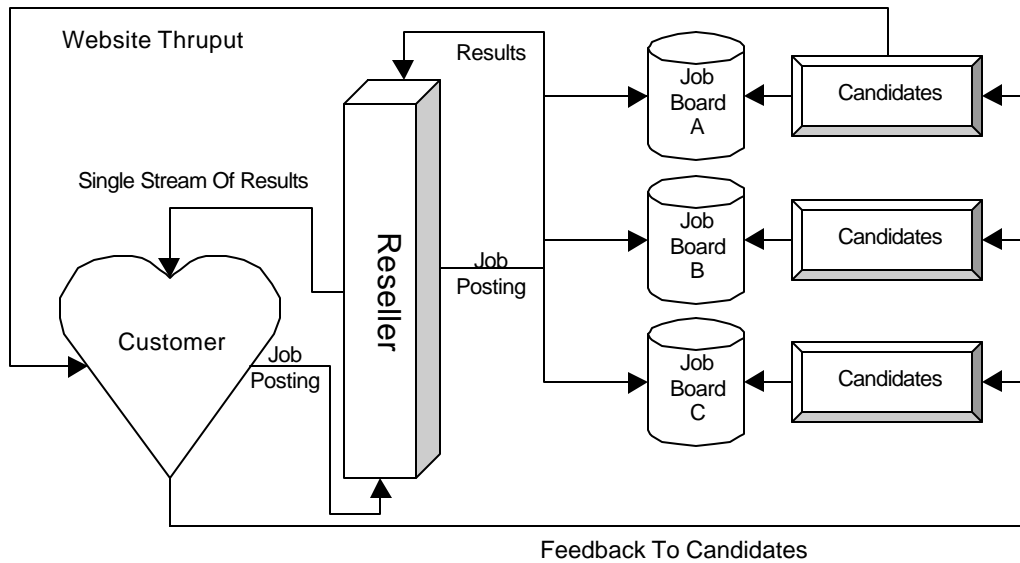 Website Thruput
Results
Job
Board
A
Candidates
Single Stream Of Results
Reseller
Job
Posting
Job
Board
B
Candidates
Customer
Job
Posting
Job
Board
C
Candidates
Feedback To Candidates